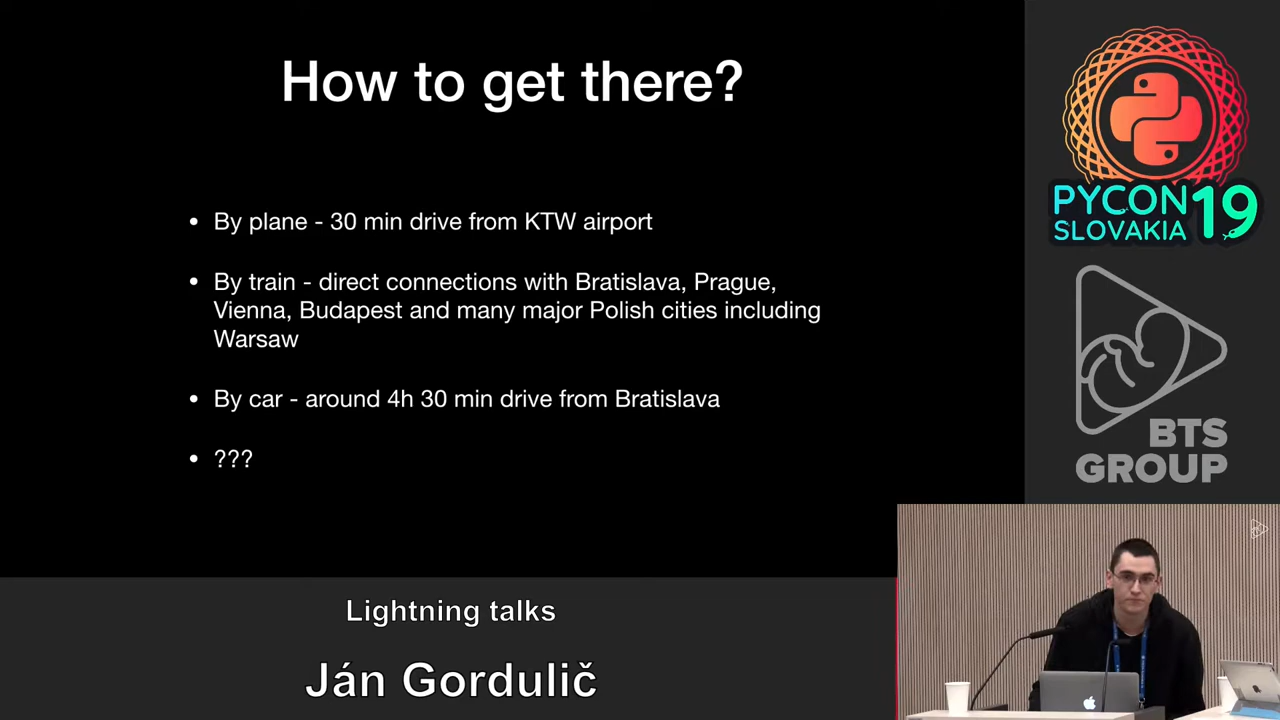 How to get there?
• By plane - 30 min drive from KTW airport
• By train - direct connections with Bratislava, Prague,
Vienna, Budapest and many major Polish cities including
Warsaw
• By car - around 4h 30 min drive from Bratislava
• ???
PYCON
SLOVAKIA
19
BTS
GROUP
Lightning talks
Ján Gordulič